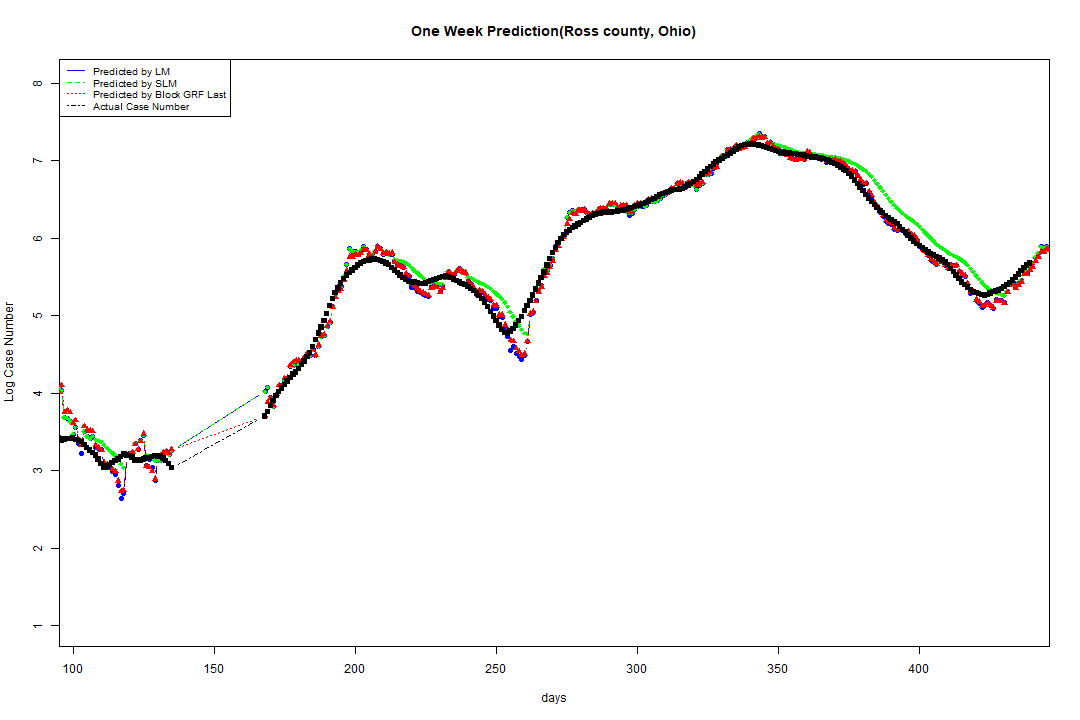 One Week Prediction(Ross county, Ohio)
Predicted by LM
Predicted by SLM
Predicted by Block GRF Last
Actual Case Number
Log Case Number
8
7
6
5
4
3
2
1
100 150 200 250 300 350 400
days